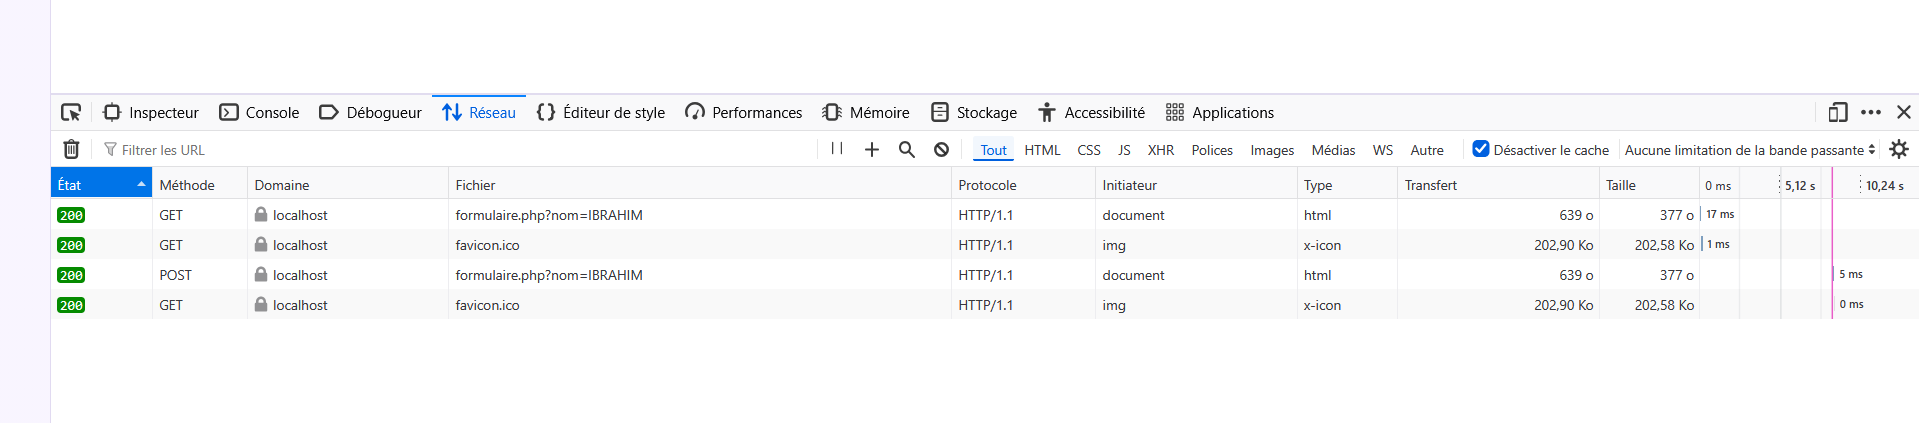 Inspecteur Console Débogueur Réseau Éditeur de style Performances Mémoire Stockage Accessibilité Applications
Filtrer les URL Tout HTML CSS JS XHR Polices Images Médias WS Autre Désactiver le cache Aucune limitation de la bande passante
État Méthode Domaine Fichier Protocole Initiateur Type Transfert Taille 0 ms 5,12 s 10,24 s
200 GET localhost formulaire.php?nom=IBRAHIM HTTP/1.1 document html 639 o 377 o 17 ms
200 GET localhost favicon.ico HTTP/1.1 img x-icon 202,90 Ko 202,58 Ko 1 ms
200 POST localhost formulaire.php?nom=IBRAHIM HTTP/1.1 document html 639 o 377 o 5 ms
200 GET localhost favicon.ico HTTP/1.1 img x-icon 202,90 Ko 202,58 Ko 0 ms